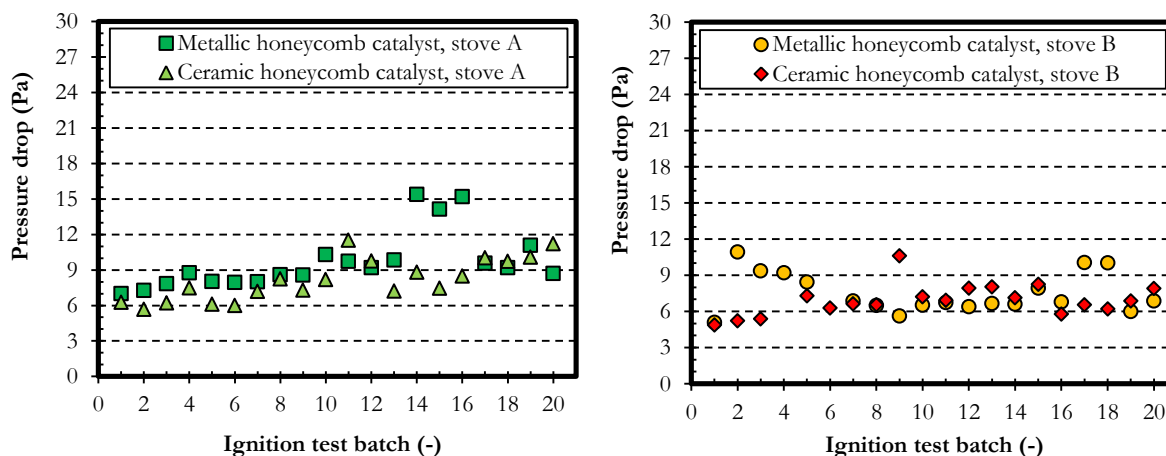 Metallic honeycomb catalyst, stove A
Ceramic honeycomb catalyst, stove A
30
27
24
21
18
15
12
9
6
3
0
Pressure drop (Pa)
0 2 4 6 8 10 12 14 16 18 20
Ignition test batch (-)
Metallic honeycomb catalyst, stove B
Ceramic honeycomb catalyst, stove B
30
27
24
21
18
15
12
9
6
3
0
Pressure drop (Pa)
0 2 4 6 8 10 12 14 16 18 20
Ignition test batch (-)